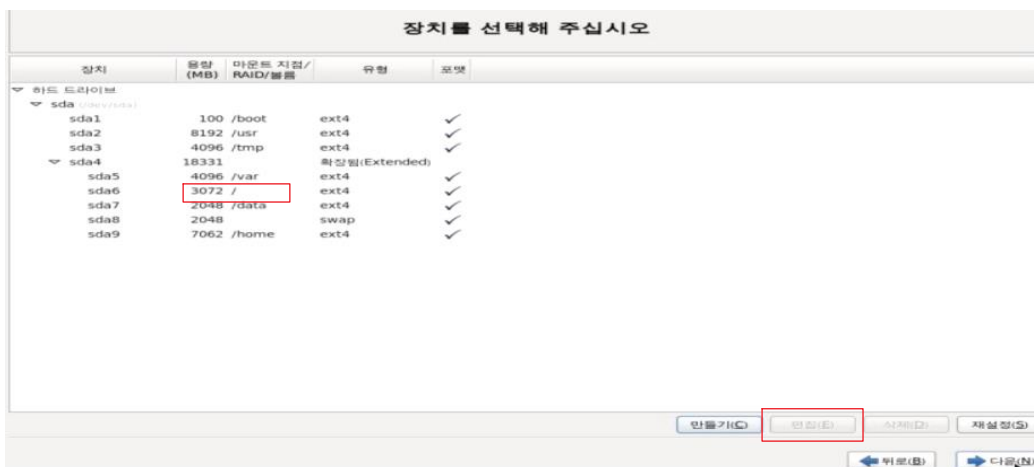 장치를 선택해 주십시오
장치 용량 (MB) 마운트 지점/ RAID/볼륨 유형 포맷
하드 드라이브
sda (/dev/sda)
sda1 100 /boot ext4
sda2 8192 /usr ext4
sda3 4096 /tmp ext4
sda4 18331 확장됨(Extended)
sda5 4096 /var ext4
sda6 3072 / ext4
sda7 2048 /data ext4
sda8 2048 swap
sda9 7062 /home ext4
만들기(C) 편집(E) 삭제(D) 재설정(S)
뒤로(B) 다음(N)